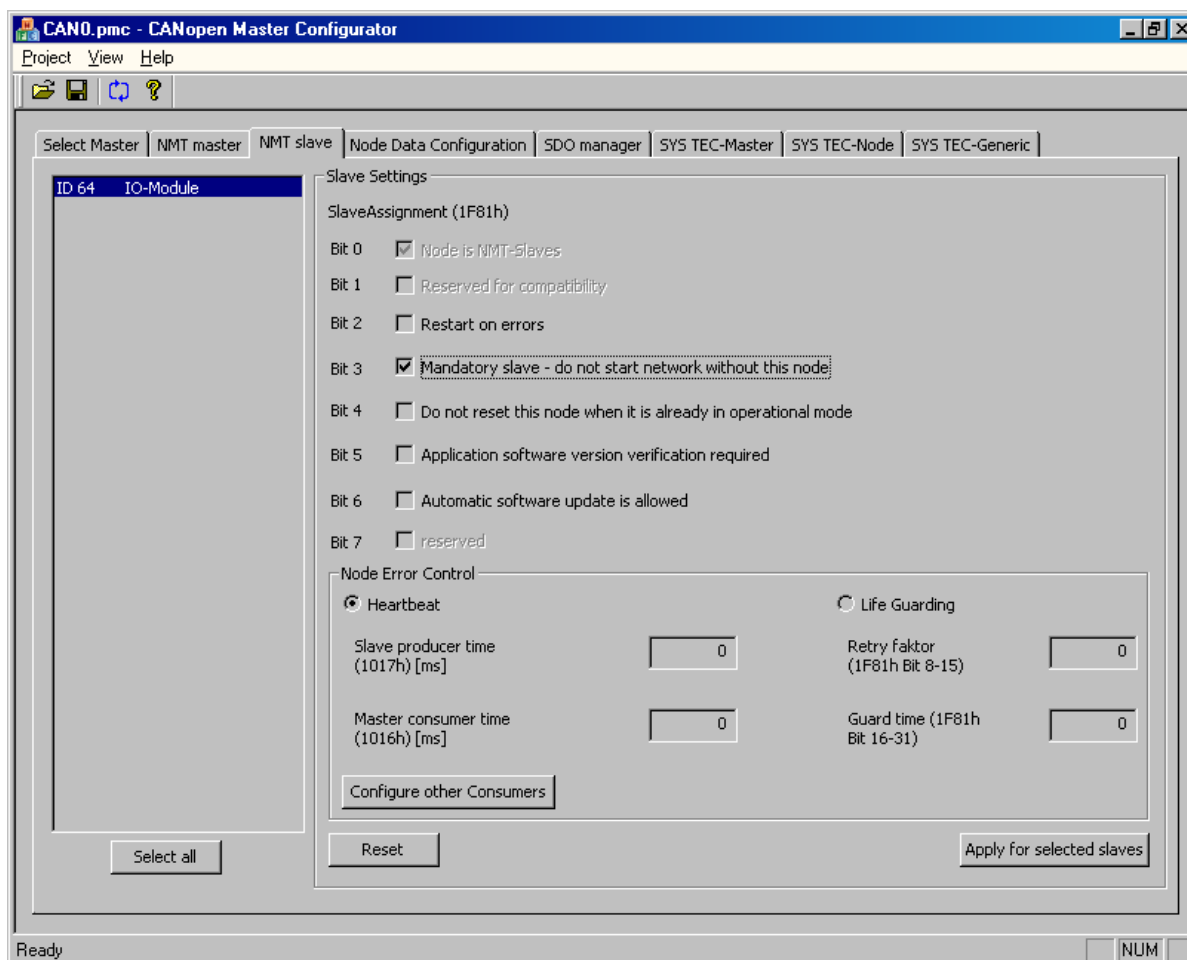 CAN0.pmc - CANopen Master Configurator
Project View Help
Select Master NMT master NMT slave Node Data Configuration SDO manager SYS TEC-Master SYS TEC-Node SYS TEC-Generic
ID 64 IO-Module
Select all
Slave Settings
SlaveAssignment (1F81h)
Bit 0 Node is NMT-Slaves
Bit 1 Reserved for compatibility
Bit 2 Restart on errors
Bit 3 Mandatory slave - do not start network without this node
Bit 4 Do not reset this node when it is already in operational mode
Bit 5 Application software version verification required
Bit 6 Automatic software update is allowed
Bit 7 reserved
Node Error Control
Heartbeat
Slave producer time
(1017h) [ms]
0
Master consumer time
(1016h) [ms]
0
Configure other Consumers
Life Guarding
Retry faktor
(1F81h Bit 8-15)
0
Guard time (1F81h
Bit 16-31)
0
Reset
Apply for selected slaves
Ready
NUM